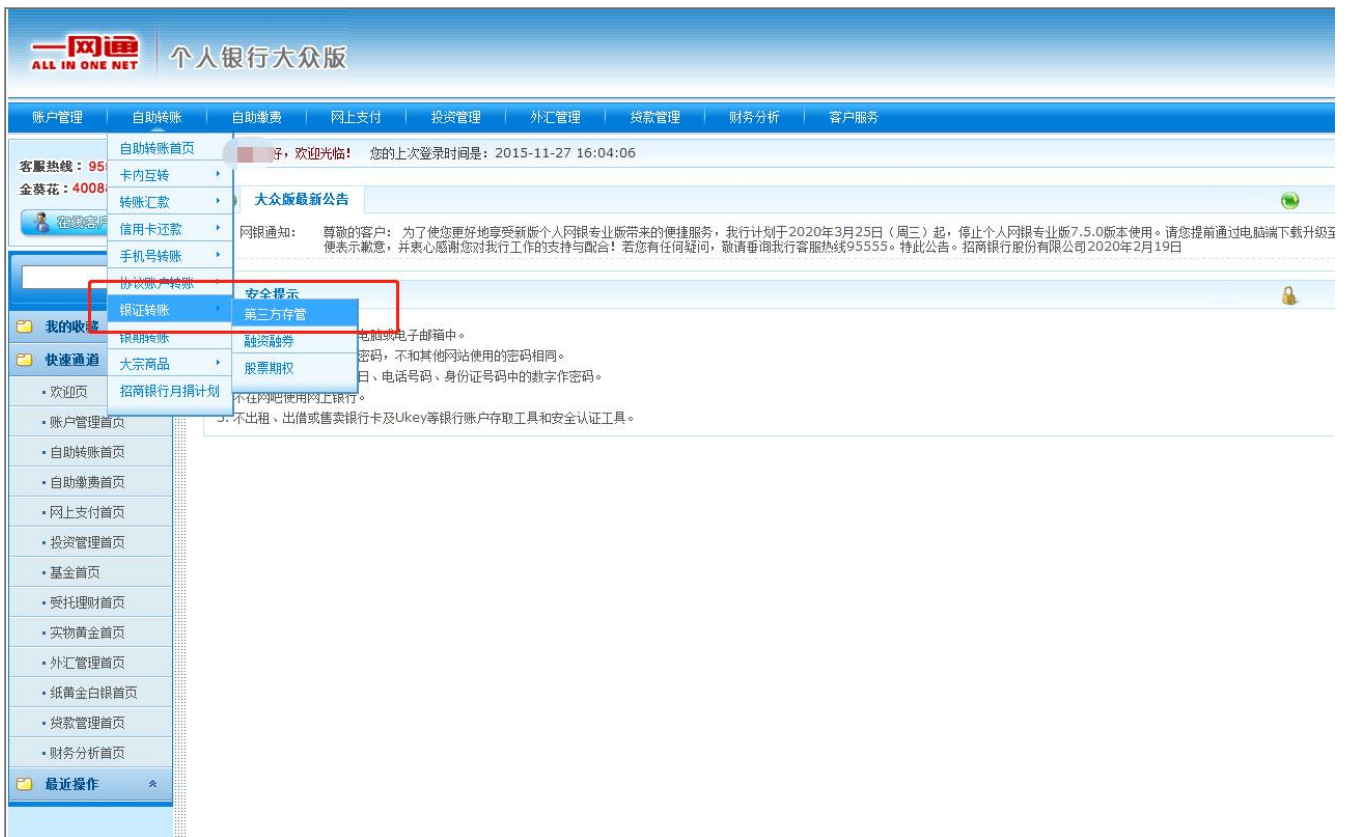 一网通
ALL IN ONE NET
个人银行大众版
账户管理 自助转账 自助缴费 网上支付 投资管理 外汇管理 贷款管理 财务分析 客户服务
客服热线：95
金葵花：4008
在线客户
自助转账首页
卡内互转
转账汇款
信用卡还款
手机号转账
协议账户转账
银证转账
银期转账
大宗商品
招商银行月捐计划
第三方存管
融资融券
股票期权
好，欢迎光临！ 您的上次登录时间是：2015-11-27 16:04:06
大众版最新公告
网银通知： 尊敬的客户：为了使您更好地享受新版个人网银专业版带来的便捷服务，我行计划于2020年3月25日（周三）起，停止个人网银专业版7.5.0版本使用。请您提前通过电脑端下载升级至
便表示歉意，并衷心感谢您对我行工作的支持与配合！若您有任何疑问，敬请垂询我行客服热线95555。特此公告。招商银行股份有限公司2020年2月19日
安全提示
电脑或电子邮箱中。
密码，不和其他网站使用的密码相同。
日、电话号码、身份证号码中的数字作密码。
不在网吧使用网上银行。
5. 不出租、出借或售卖银行卡及Ukey等银行账户存取工具和安全认证工具。
我的收藏
快速通道
欢迎页
账户管理首页
自助转账首页
自助缴费首页
网上支付首页
投资管理首页
基金首页
受托理财首页
实物黄金首页
外汇管理首页
纸黄金白银首页
贷款管理首页
财务分析首页
最近操作